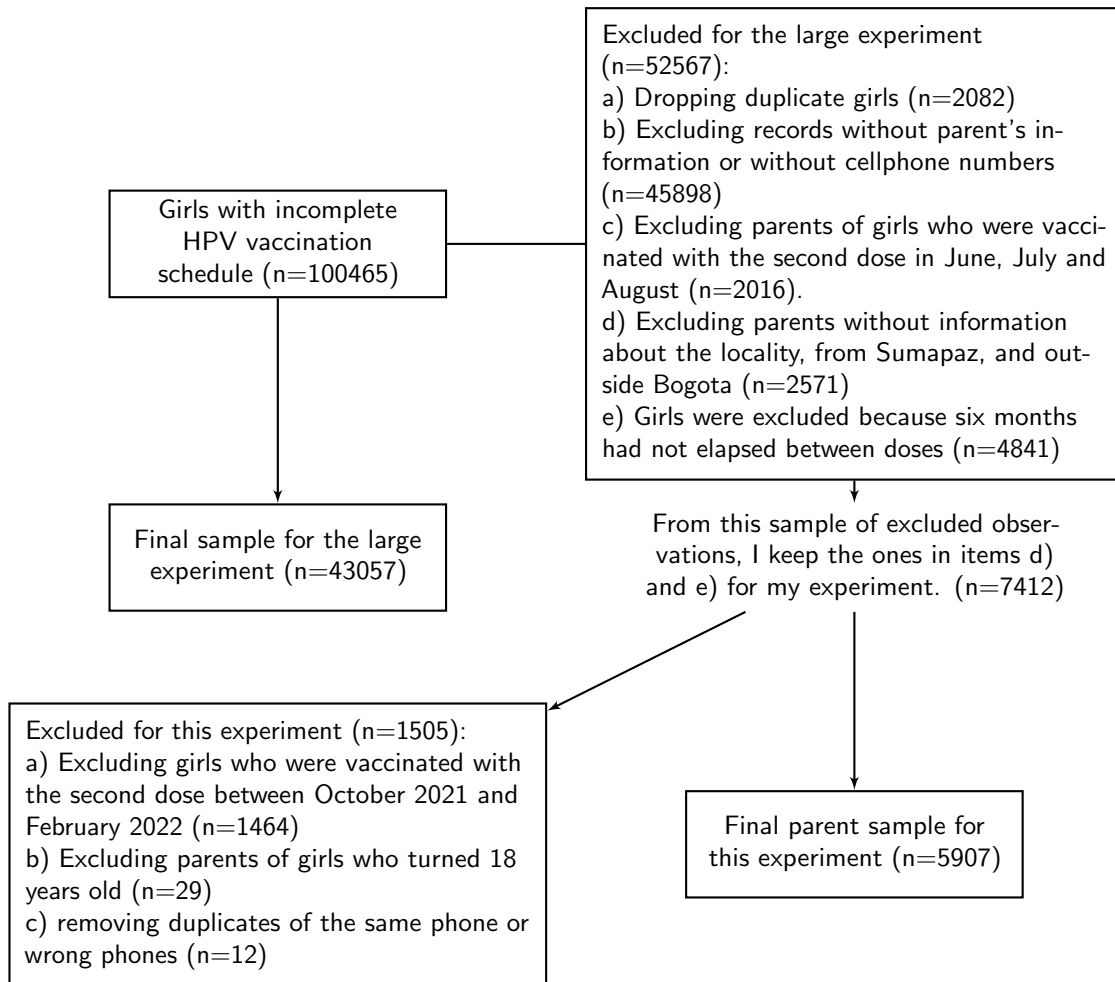 Excluded for the large experiment
(n=52567):
a) Dropping duplicate girls (n=2082)
b) Excluding records without parent's in-
formation or without cellphone numbers
(n=45898)
c) Excluding parents of girls who were vacci-
nated with the second dose in June, July and
August (n=2016).
d) Excluding parents without information
about the locality, from Sumapaz, and out-
side Bogota (n=2571)
e) Girls were excluded because six months
had not elapsed between doses (n=4841)
Girls with incomplete
HPV vaccination
schedule (n=100465)
Final sample for the large
experiment (n=43057)
From this sample of excluded obser-
vations, I keep the ones in items d)
and e) for my experiment. (n=7412)
Excluded for this experiment (n=1505):
a) Excluding girls who were vaccinated with
the second dose between October 2021 and
February 2022 (n=1464)
b) Excluding parents of girls who turned 18
years old (n=29)
c) removing duplicates of the same phone or
wrong phones (n=12)
Final parent sample for
this experiment (n=5907)